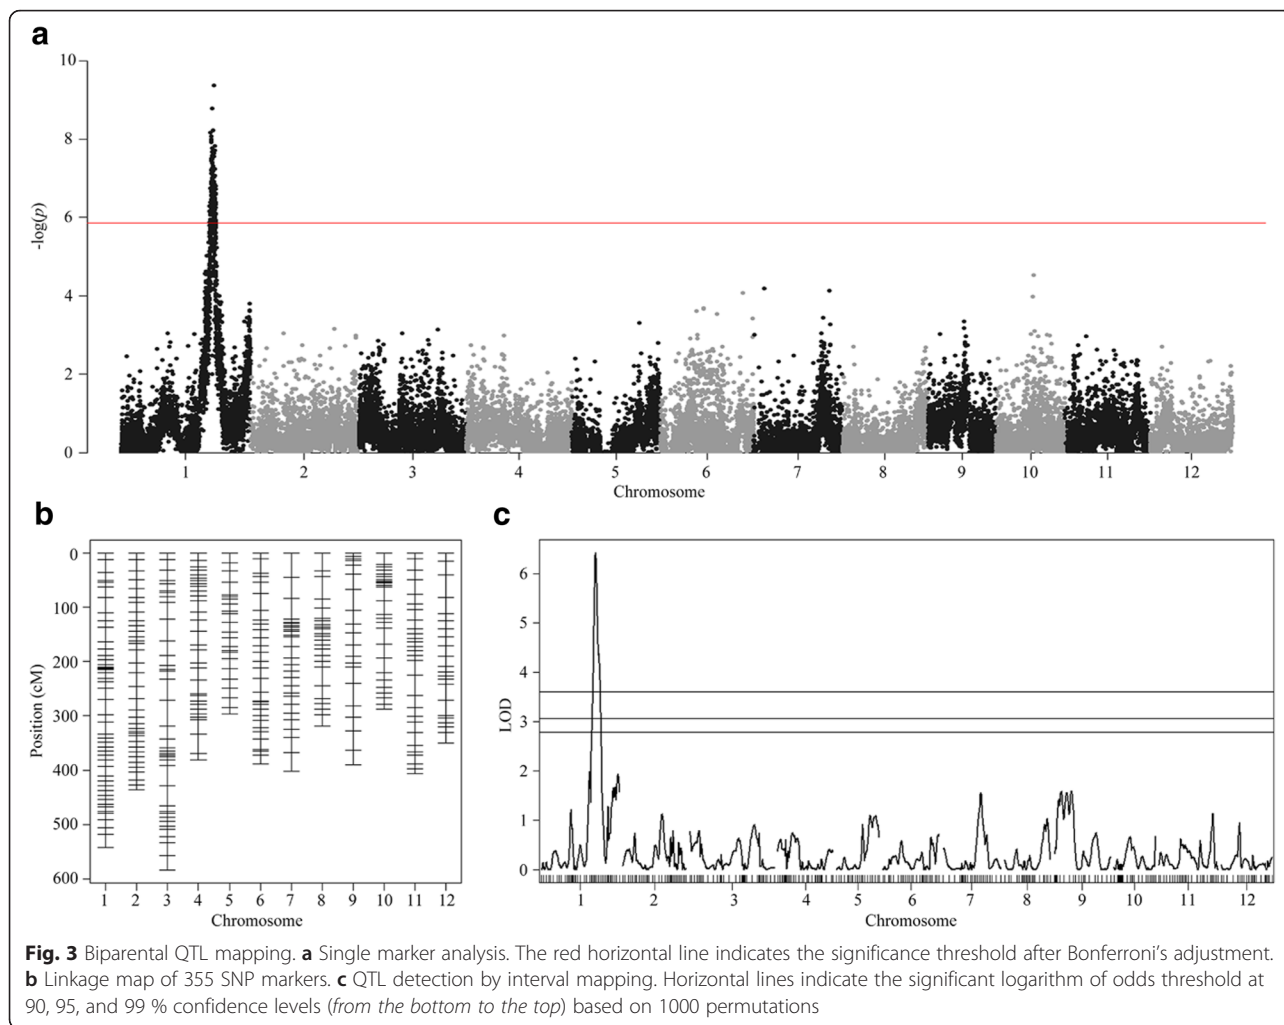 a
10
8
6
4
2
0
-log(p)
1 2 3 4 5 6 7 8 9 10 11 12
Chromosome
b
0
100
200
300
400
500
600
Position (cM)
1 2 3 4 5 6 7 8 9 10 11 12
Chromosome
c
6
5
4
3
2
1
0
LOD
1 2 3 4 5 6 7 8 9 10 11 12
Chromosome
Fig. 3 Biparental QTL mapping. a Single marker analysis. The red horizontal line indicates the significance threshold after Bonferroni's adjustment.
b Linkage map of 355 SNP markers. c QTL detection by interval mapping. Horizontal lines indicate the significant logarithm of odds threshold at
90, 95, and 99 % confidence levels (from the bottom to the top) based on 1000 permutations